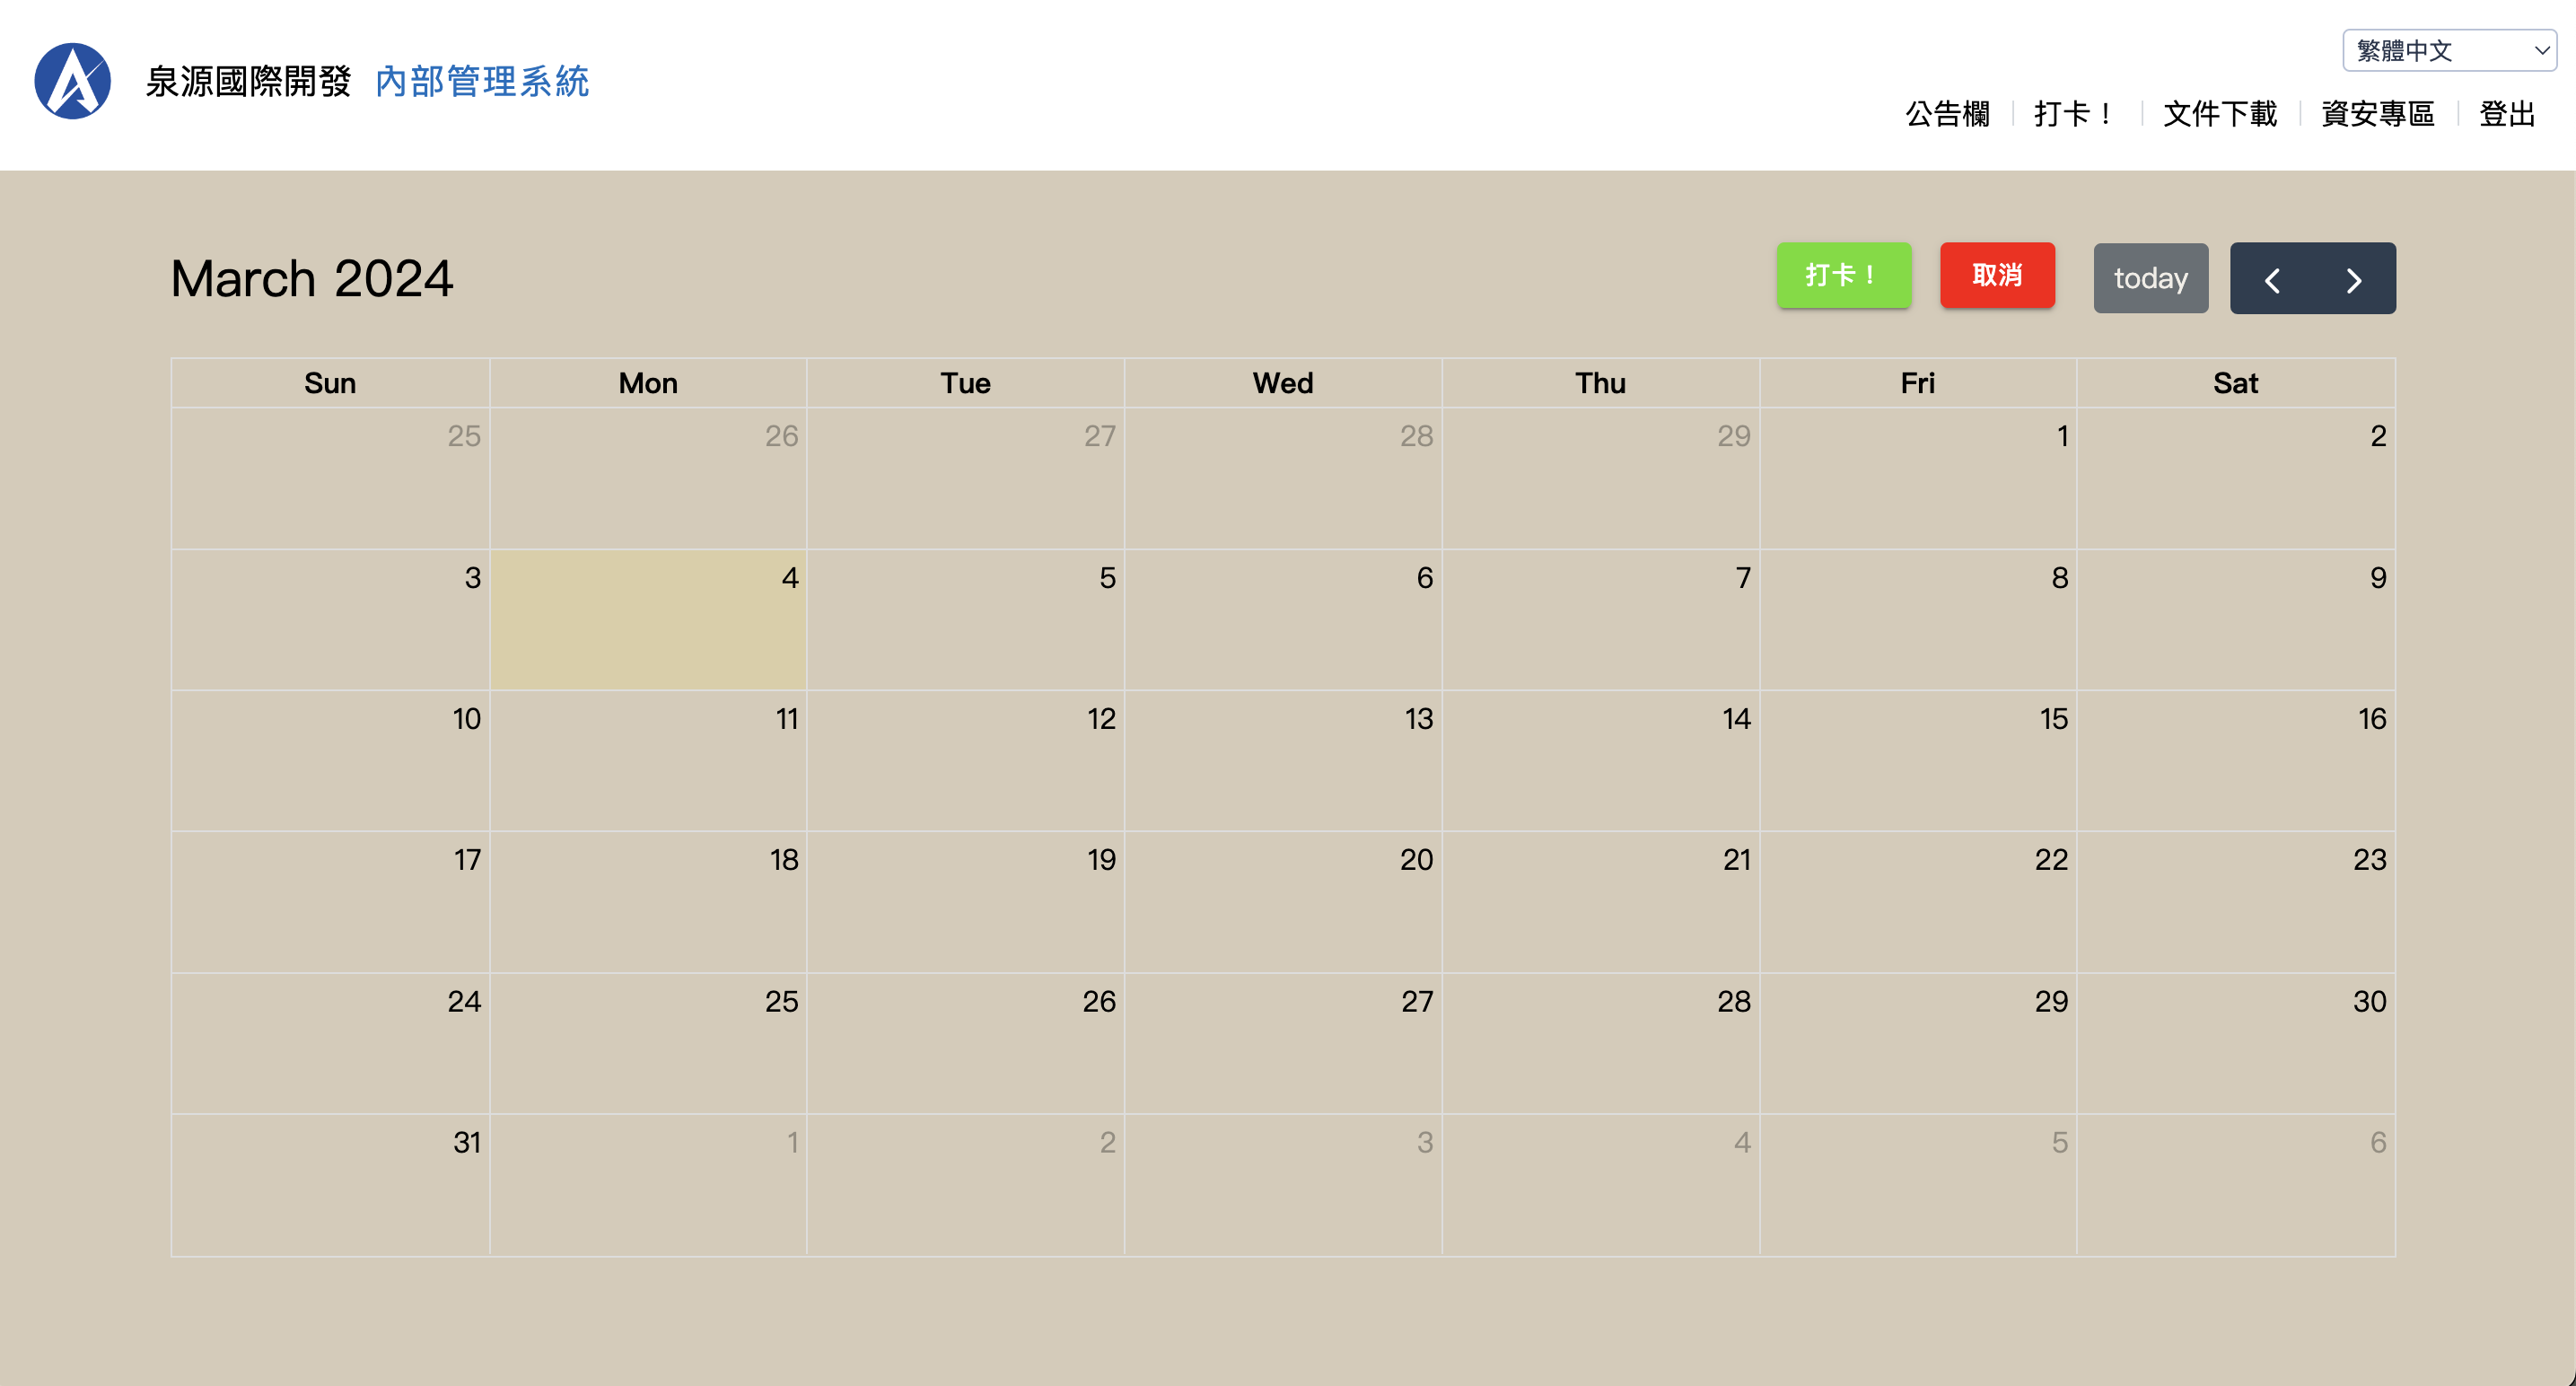 繁體中文
泉源國際開發 內部管理系統
公告欄 打卡！ 文件下載 資安專區 登出
March 2024 打卡！ 取消 today
Sun Mon Tue Wed Thu Fri Sat
25 26 27 28 29 1 2
3 4 5 6 7 8 9
10 11 12 13 14 15 16
17 18 19 20 21 22 23
24 25 26 27 28 29 30
31 1 2 3 4 5 6